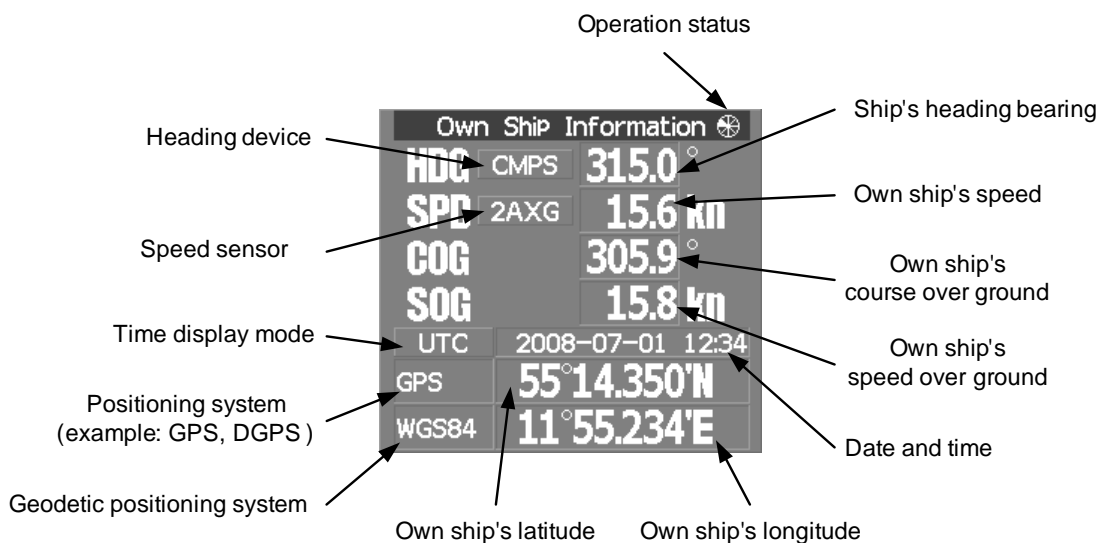 Operation status
Own Ship Information
Ship's heading bearing
Heading device
HDG CMPS 315.0°
Own ship's speed
SPD 2AXG 15.6 kn
Speed sensor
COG 305.9°
Own ship's
course over ground
SOG 15.8 kn
Time display mode
UTC 2008-07-01 12:34
Own ship's
speed over ground
GPS 55°14.350'N
Positioning system
(example: GPS, DGPS )
WGS84 11°55.234'E
Date and time
Geodetic positioning system
Own ship's latitude
Own ship's longitude